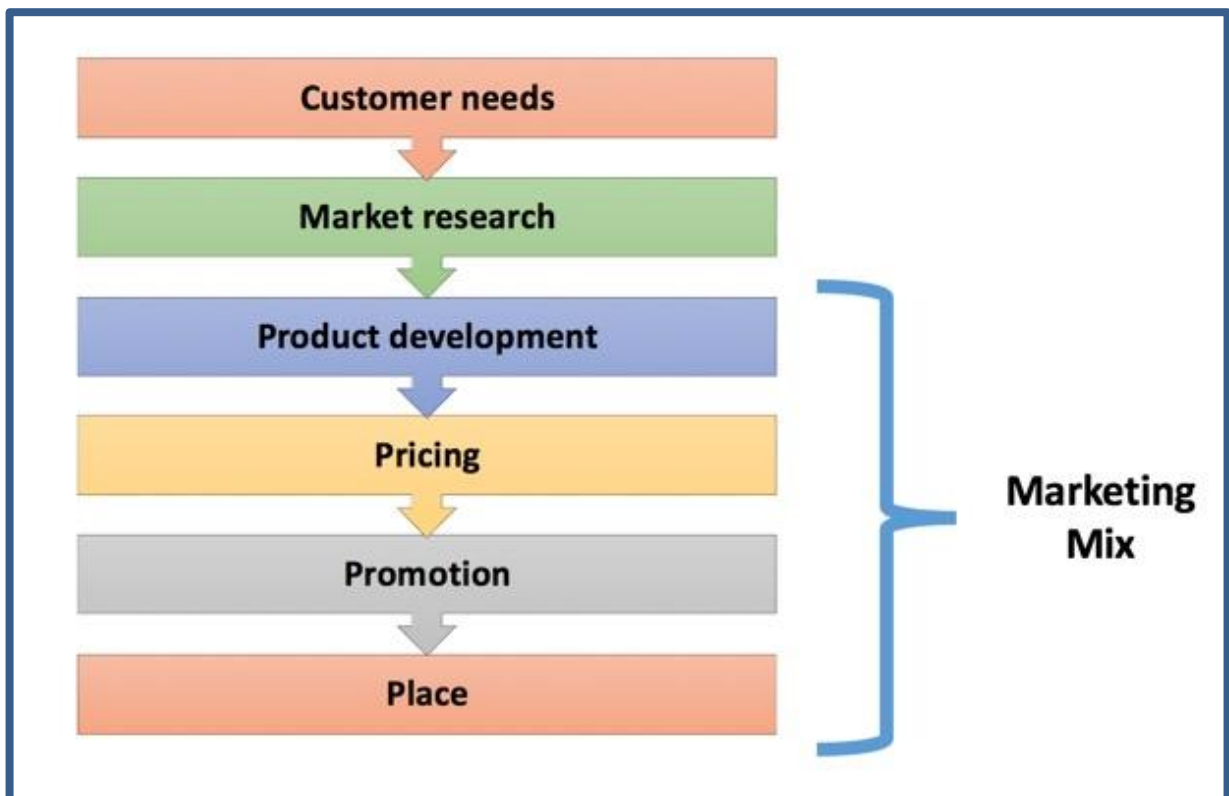 Customer needs
Market research
Product development
Pricing
Promotion
Place
Marketing
Mix